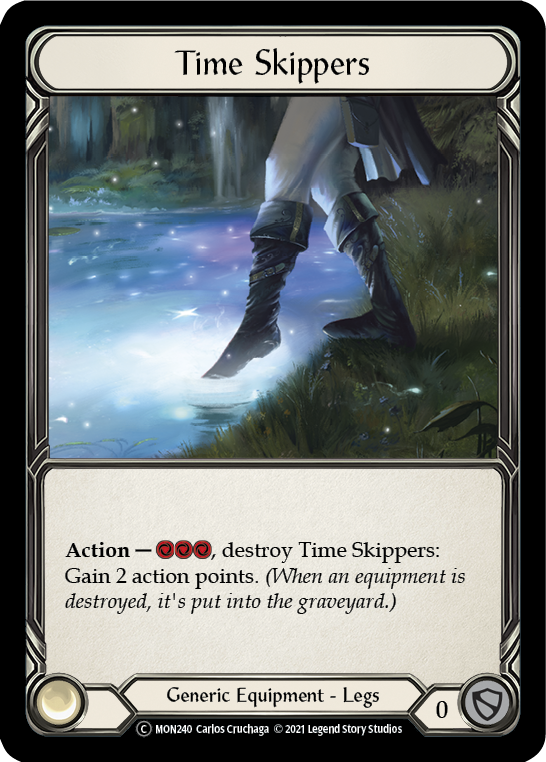 Time Skippers
Action — , destroy Time Skippers:
Gain 2 action points. (When an equipment is
destroyed, it's put into the graveyard.)
Generic Equipment - Legs
0
C MON240 Carlos Cruchaga © 2021 Legend Story Studios